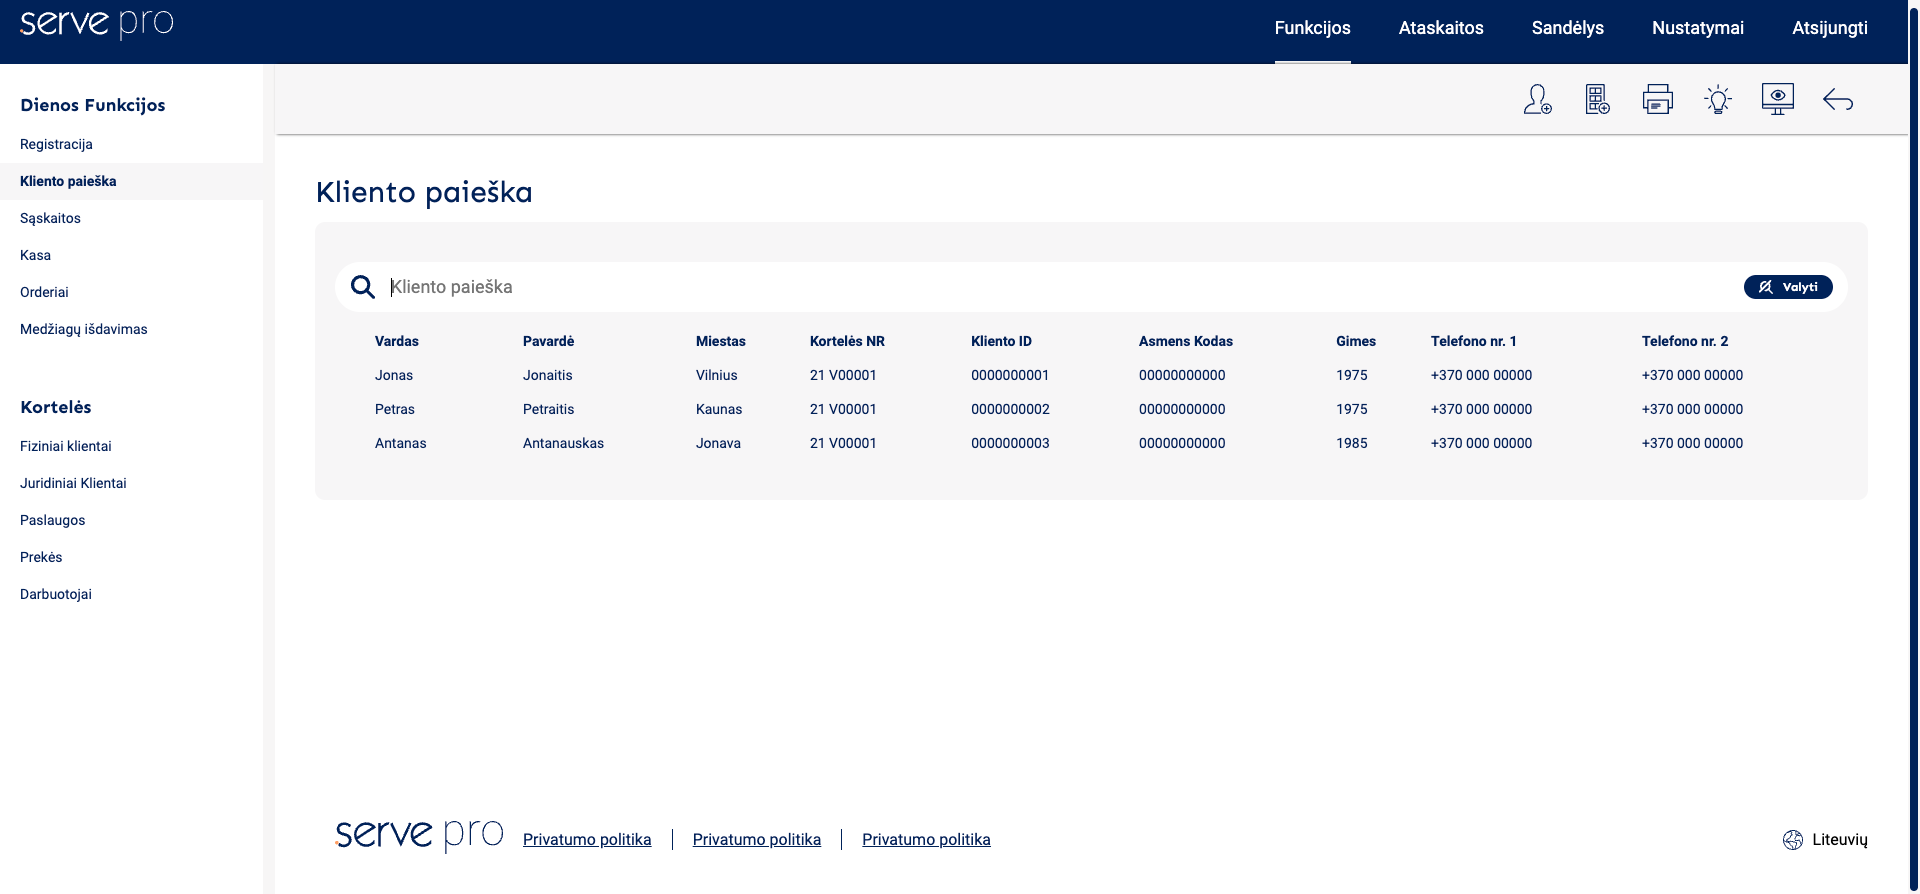 serve pro
Funkcijos Ataskaitos Sandėlys Nustatymai Atsijungti
Dienos Funkcijos
Registracija
Kliento paieška
Sąskaitos
Kasa
Orderiai
Medžiagų išdavimas
Kortelės
Fiziniai klientai
Juridiniai Klientai
Paslaugos
Prekės
Darbuotojai
Kliento paieška
Kliento paieška
Valyti
Vardas Pavardė Miestas Kortelės NR Kliento ID Asmens Kodas Gimes Telefono nr. 1 Telefono nr. 2
Jonas Jonaitis Vilnius 21 V00001 0000000001 00000000000 1975 +370 000 00000 +370 000 00000
Petras Petraitis Kaunas 21 V00001 0000000002 00000000000 1975 +370 000 00000 +370 000 00000
Antanas Antanauskas Jonava 21 V00001 0000000003 00000000000 1985 +370 000 00000 +370 000 00000
serve pro Privatumo politika Privatumo politika Privatumo politika Liteuvių